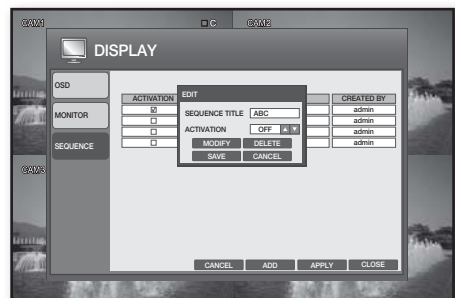 CAM1 C CAM2
DISPLAY
OSD
MONITOR
SEQUENCE
ACTIVATION CREATED BY
admin
admin
admin
admin
EDIT
SEQUENCE TITLE ABC
ACTIVATION OFF
MODIFY DELETE
SAVE CANCEL
CAM3
CANCEL ADD APPLY CLOSE